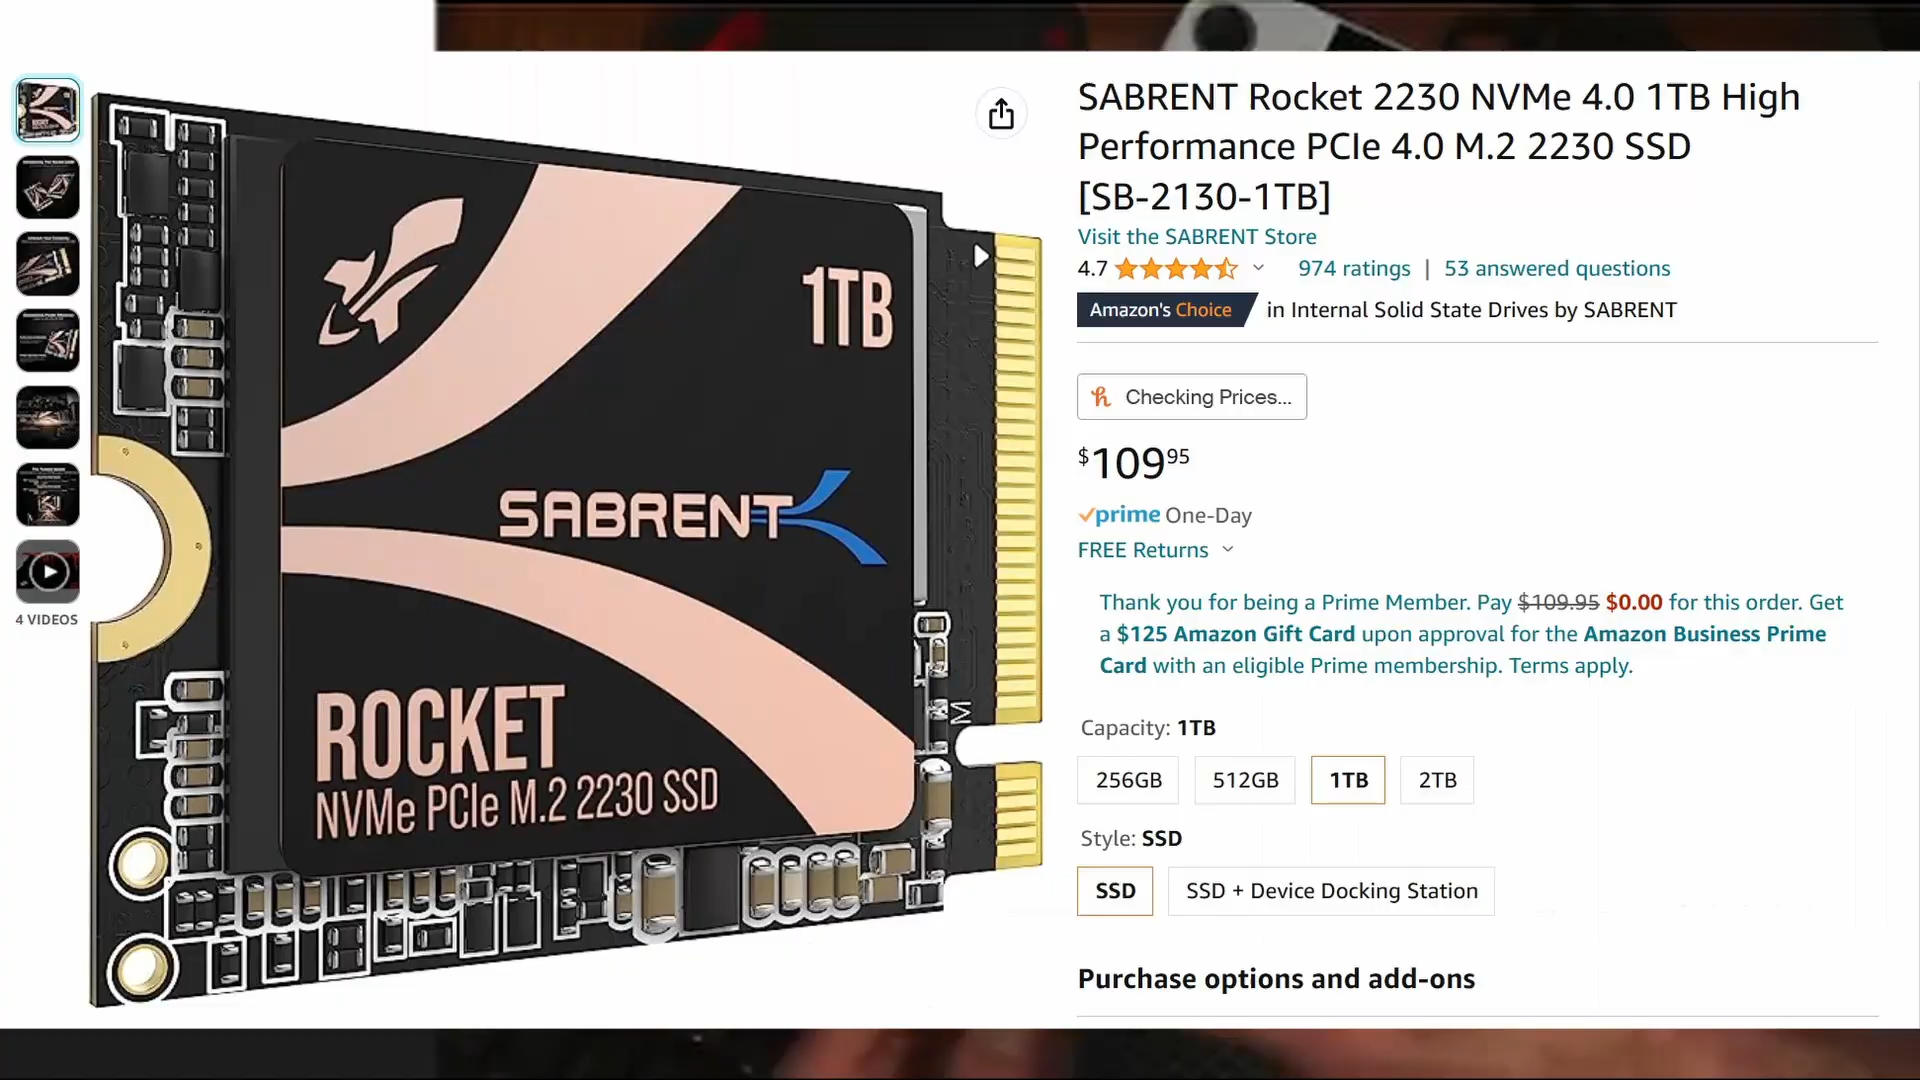 SABRENT Rocket 2230 NVMe 4.0 1TB High
Performance PCIe 4.0 M.2 2230 SSD
[SB-2130-1TB]
Visit the SABRENT Store
4.7 974 ratings | 53 answered questions
Amazon's Choice in Internal Solid State Drives by SABRENT
Checking Prices...
$109 95
prime One-Day
FREE Returns
Thank you for being a Prime Member. Pay $109.95 $0.00 for this order. Get
a $125 Amazon Gift Card upon approval for the Amazon Business Prime
Card with an eligible Prime membership. Terms apply.
Capacity: 1TB
256GB 512GB 1TB 2TB
Style: SSD
SSD SSD + Device Docking Station
Purchase options and add-ons
4 VIDEOS
1TB
SABRENT
ROCKET
NVMe PCIe M.2 2230 SSD
M